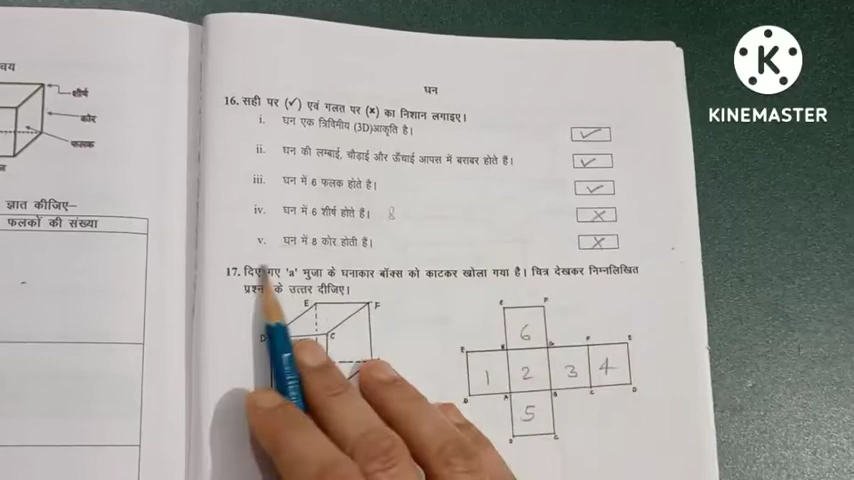 चय
शीर्ष
कोर
फलक
ज्ञात कीजिए–
फलकों की संख्या
घन
16. सही पर (✓) एवं गलत पर (×) का निशान लगाइए।
i. घन एक त्रिविमीय (3D)आकृति है। ✓
ii. घन की लम्बाई, चौड़ाई और ऊँचाई आपस में बराबर होते हैं। ✓
iii. घन में 6 फलक होते हैं। ✓
iv. घन में 6 शीर्ष होते हैं। 8 ×
v. घन में 8 कोर होती हैं। ×
17. दिए गए 'a' भुजा के घनाकार बॉक्स को काटकर खोला गया है। चित्र देखकर निम्नलिखित
प्रश्न के उत्तर दीजिए।
E F
D C
6
1 2 3 4
5
KINEMASTER